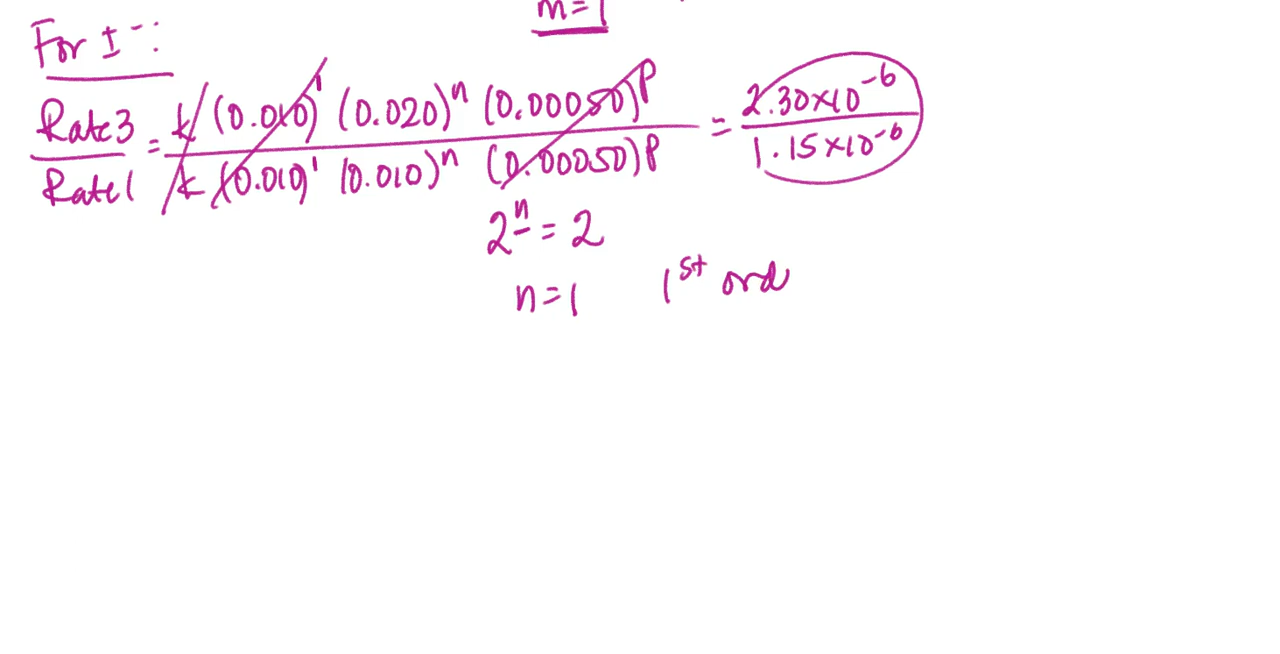 m=1
For I⁻:
Rate3 / Rate1 = k (0.010)¹ (0.020)ⁿ (0.00050)ᵖ / k (0.010)¹ (0.010)ⁿ (0.00050)ᵖ = 2.30×10⁻⁶ / 1.15×10⁻⁶
2ⁿ = 2
n=1 1st ord